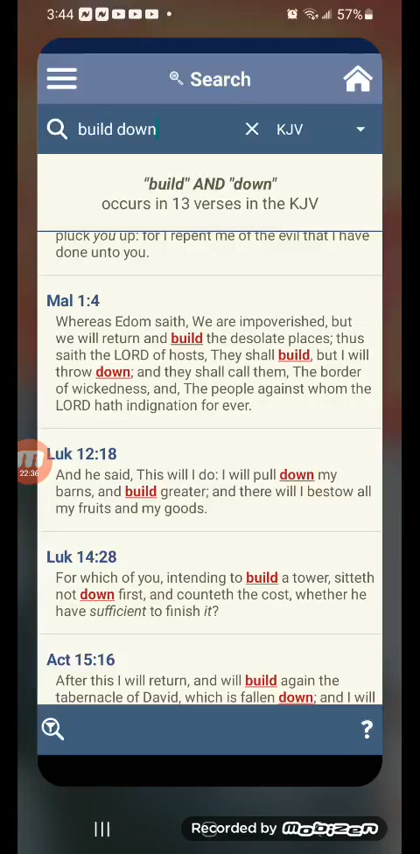 3:44
57%
Search
build down
KJV
"build" AND "down"
occurs in 13 verses in the KJV
pluck you up: for I repent me of the evil that I have
done unto you.
Mal 1:4
Whereas Edom saith, We are impoverished, but
we will return and build the desolate places; thus
saith the LORD of hosts, They shall build, but I will
throw down; and they shall call them, The border
of wickedness, and, The people against whom the
LORD hath indignation for ever.
22:36
Luk 12:18
And he said, This will I do: I will pull down my
barns, and build greater; and there will I bestow all
my fruits and my goods.
Luk 14:28
For which of you, intending to build a tower, sitteth
not down first, and counteth the cost, whether he
have sufficient to finish it?
Act 15:16
After this I will return, and will build again the
tabernacle of David, which is fallen down; and I will
?
Recorded by mobizen